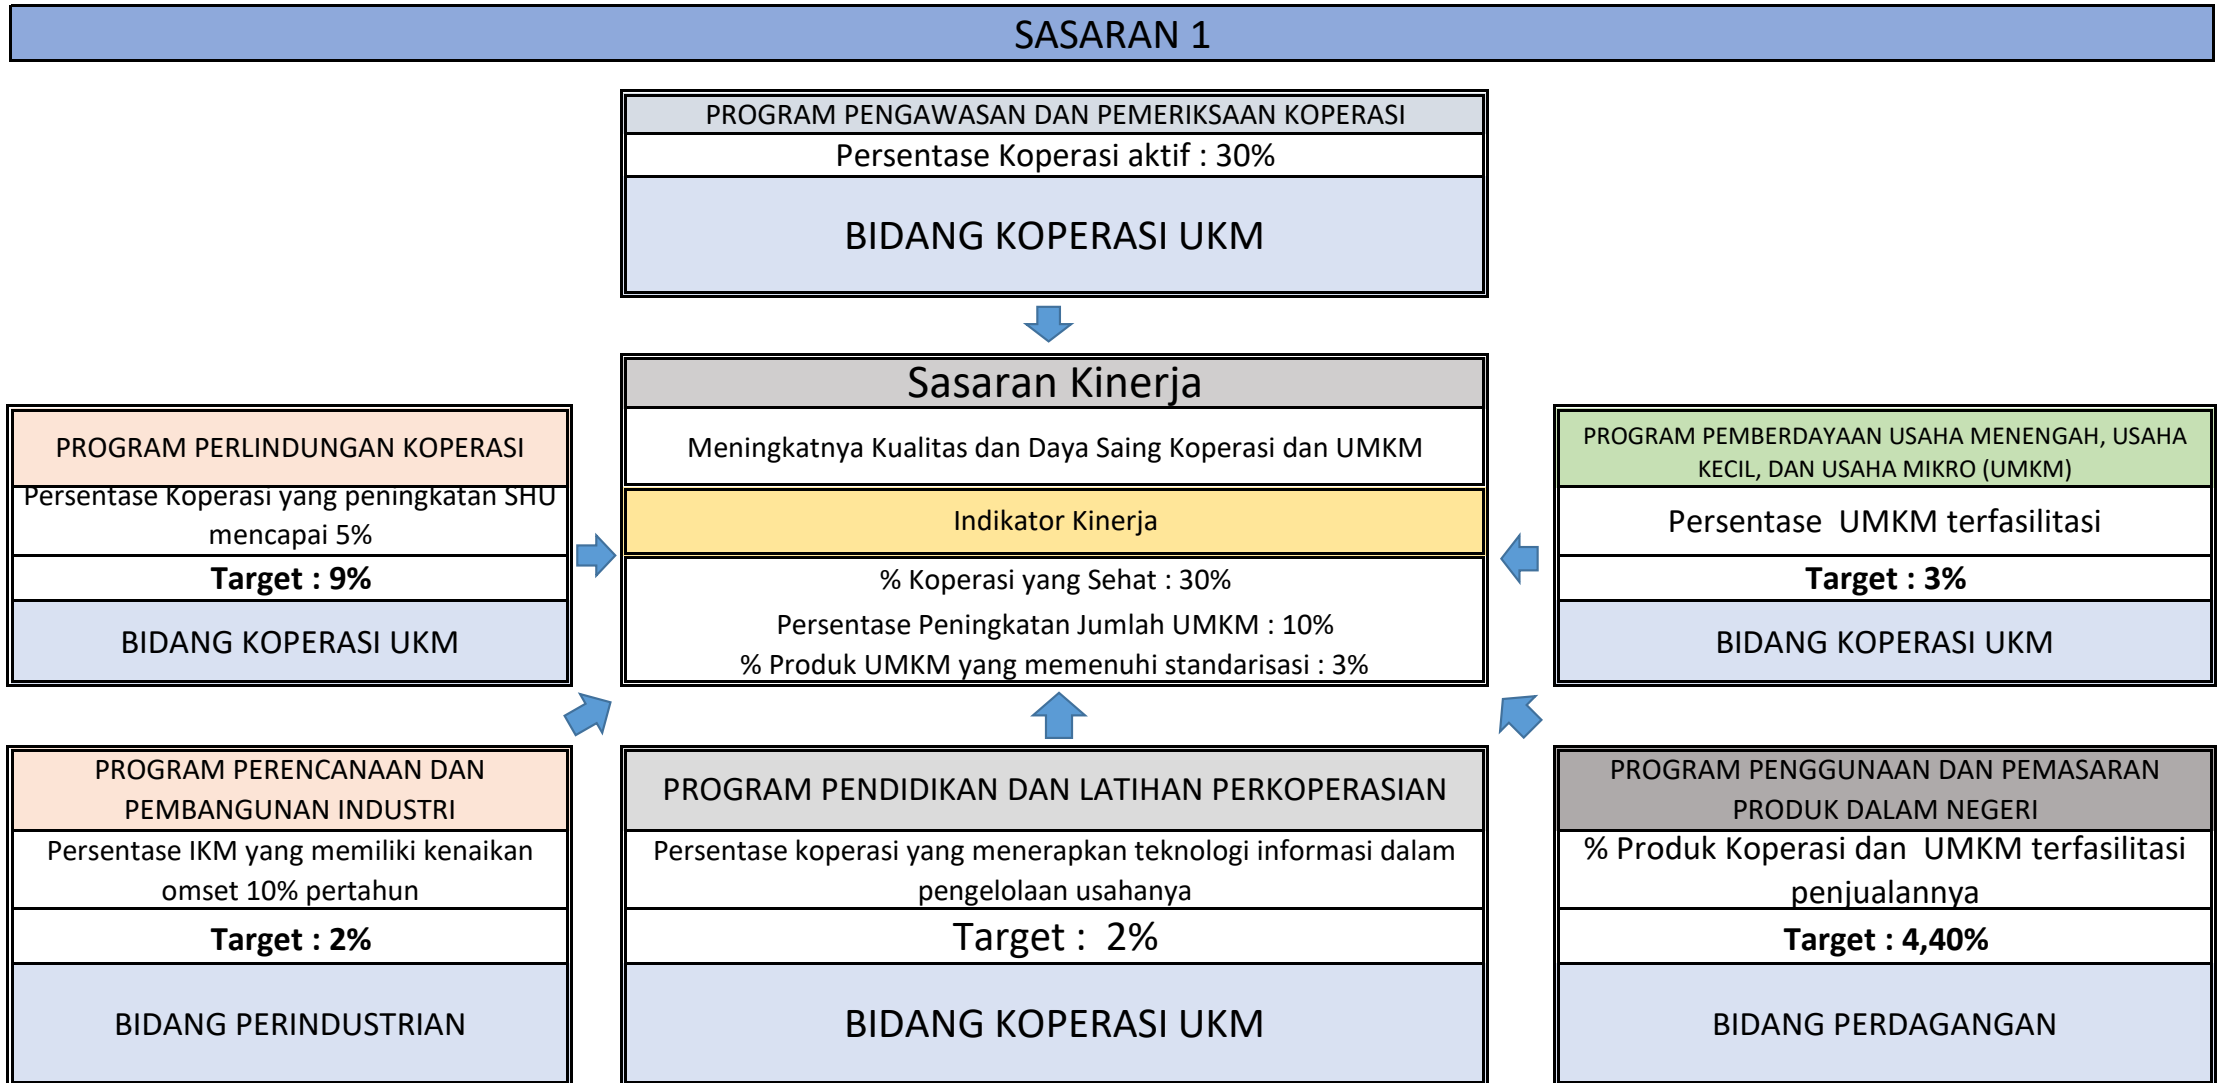 SASARAN 1
PROGRAM PENGAWASAN DAN PEMERIKSAAN KOPERASI
Persentase Koperasi aktif : 30%
BIDANG KOPERASI UKM
PROGRAM PERLINDUNGAN KOPERASI
Persentase Koperasi yang peningkatan SHU
mencapai 5%
Target : 9%
BIDANG KOPERASI UKM
Sasaran Kinerja
Meningkatnya Kualitas dan Daya Saing Koperasi dan UMKM
Indikator Kinerja
% Koperasi yang Sehat : 30%
Persentase Peningkatan Jumlah UMKM : 10%
% Produk UMKM yang memenuhi standarisasi : 3%
PROGRAM PEMBERDAYAAN USAHA MENENGAH, USAHA
KECIL, DAN USAHA MIKRO (UMKM)
Persentase UMKM terfasilitasi
Target : 3%
BIDANG KOPERASI UKM
PROGRAM PERENCANAAN DAN
PEMBANGUNAN INDUSTRI
Persentase IKM yang memiliki kenaikan
omset 10% pertahun
Target : 2%
BIDANG PERINDUSTRIAN
PROGRAM PENDIDIKAN DAN LATIHAN PERKOPERASIAN
Persentase koperasi yang menerapkan teknologi informasi dalam
pengelolaan usahanya
Target : 2%
BIDANG KOPERASI UKM
PROGRAM PENGGUNAAN DAN PEMASARAN
PRODUK DALAM NEGERI
% Produk Koperasi dan UMKM terfasilitasi
penjualannya
Target : 4,40%
BIDANG PERDAGANGAN